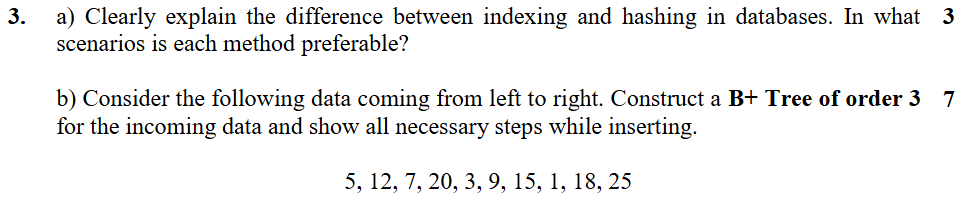 3. a) Clearly explain the difference between indexing and hashing in databases. In what 3
scenarios is each method preferable?
b) Consider the following data coming from left to right. Construct a B+ Tree of order 3 7
for the incoming data and show all necessary steps while inserting.
5, 12, 7, 20, 3, 9, 15, 1, 18, 25